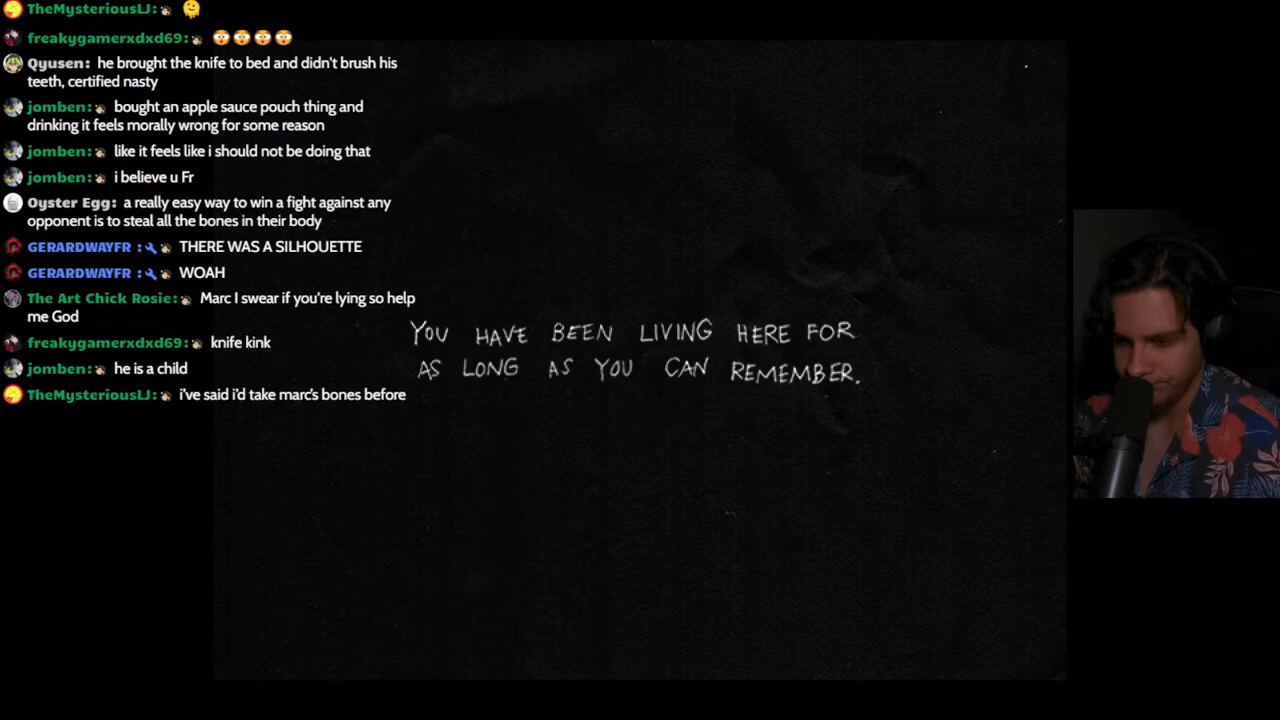 TheMysteriousLJ: 🫠
freakygamerxdxd69: 🤯🤯🤯🤯
Qyusen: he brought the knife to bed and didn't brush his
teeth, certified nasty
jomben: bought an apple sauce pouch thing and
drinking it feels morally wrong for some reason
jomben: like it feels like i should not be doing that
jomben: i believe u Fr
Oyster Egg: a really easy way to win a fight against any
opponent is to steal all the bones in their body
GERARDWAYFR : THERE WAS A SILHOUETTE
GERARDWAYFR : WOAH
The Art Chick Rosie: Marc I swear if you're lying so help
me God
freakygamerxdxd69: knife kink
jomben: he is a child
TheMysteriousLJ: i've said i'd take marc's bones before
YOU HAVE BEEN LIVING HERE FOR
AS LONG AS YOU CAN REMEMBER.